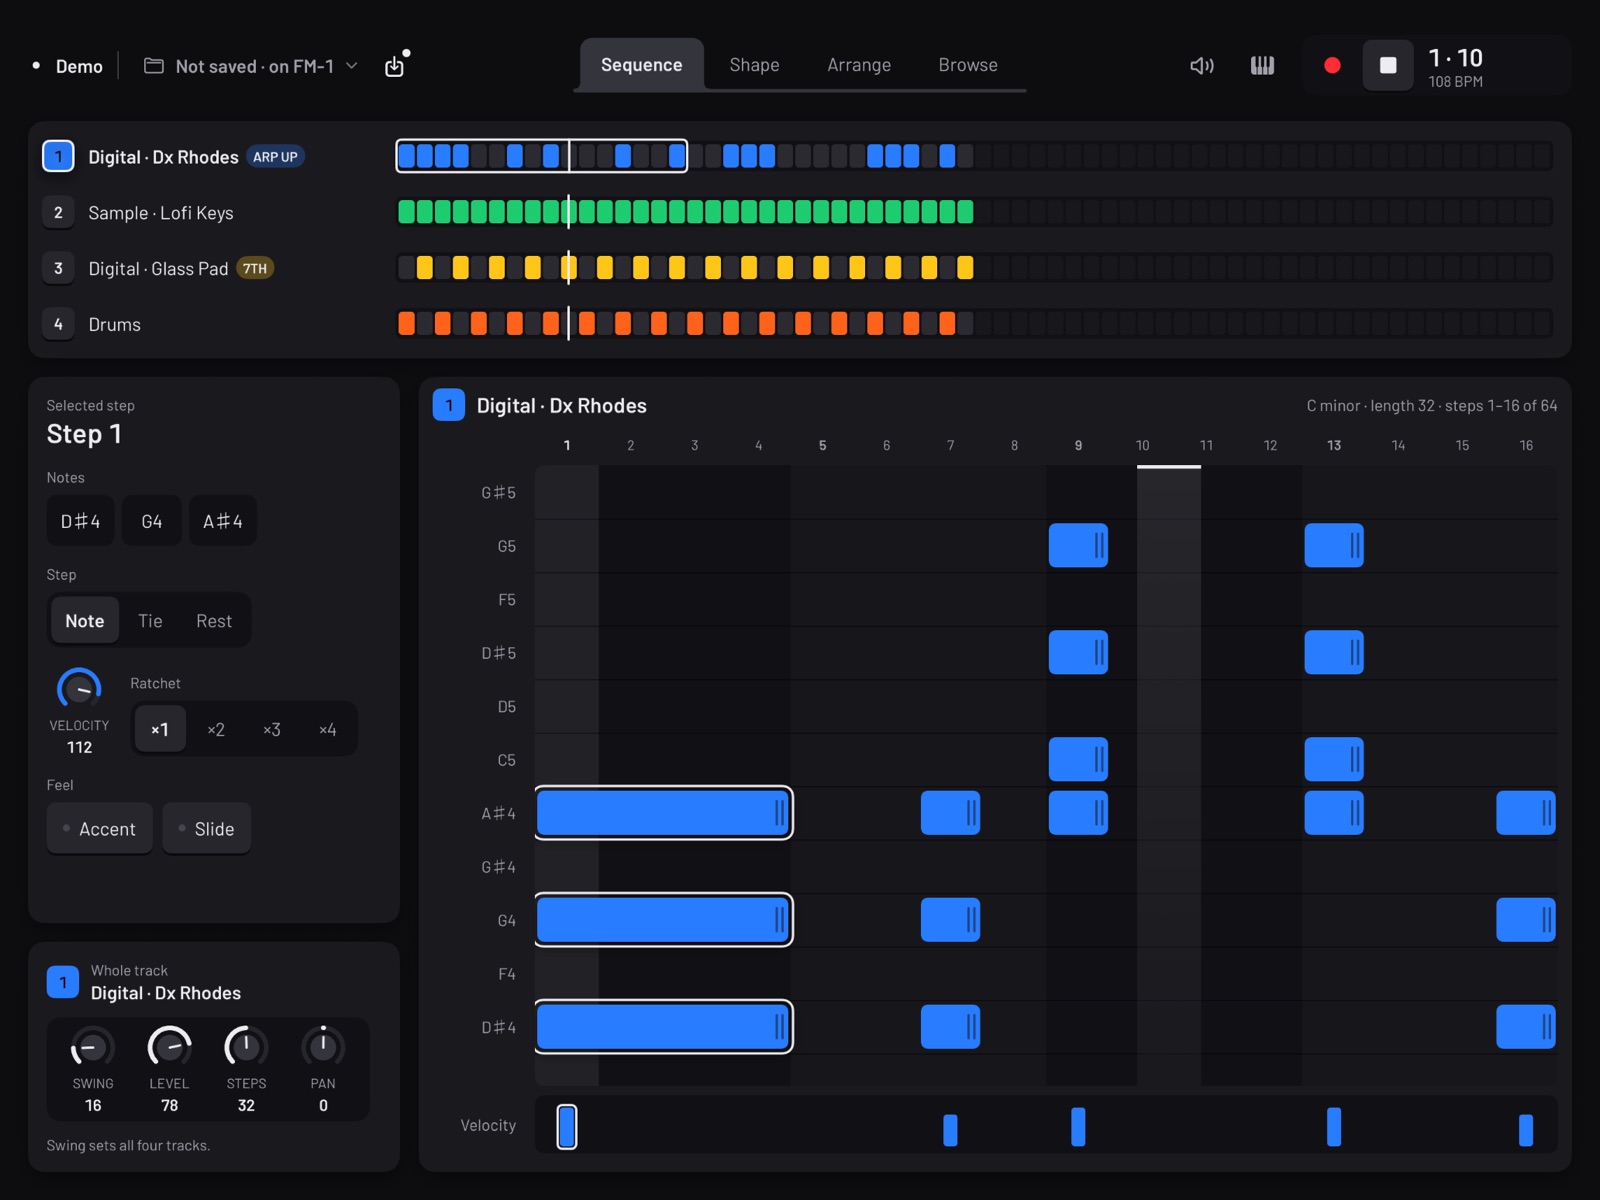 Demo
Not saved · on FM-1
Sequence
Shape
Arrange
Browse
1 · 10
108 BPM
1 Digital · Dx Rhodes ARP UP
2 Sample · Lofi Keys
3 Digital · Glass Pad 7TH
4 Drums
Selected step
Step 1
Notes
D♯4 G4 A♯4
Step
Note Tie Rest
VELOCITY
112
Ratchet
×1 ×2 ×3 ×4
Feel
Accent Slide
1 Whole track
Digital · Dx Rhodes
SWING LEVEL STEPS PAN
16 78 32 0
Swing sets all four tracks.
1 Digital · Dx Rhodes
C minor · length 32 · steps 1–16 of 64
1 2 3 4 5 6 7 8 9 10 11 12 13 14 15 16
G♯5
G5
F5
D♯5
D5
C5
A♯4
G♯4
G4
F4
D♯4
Velocity